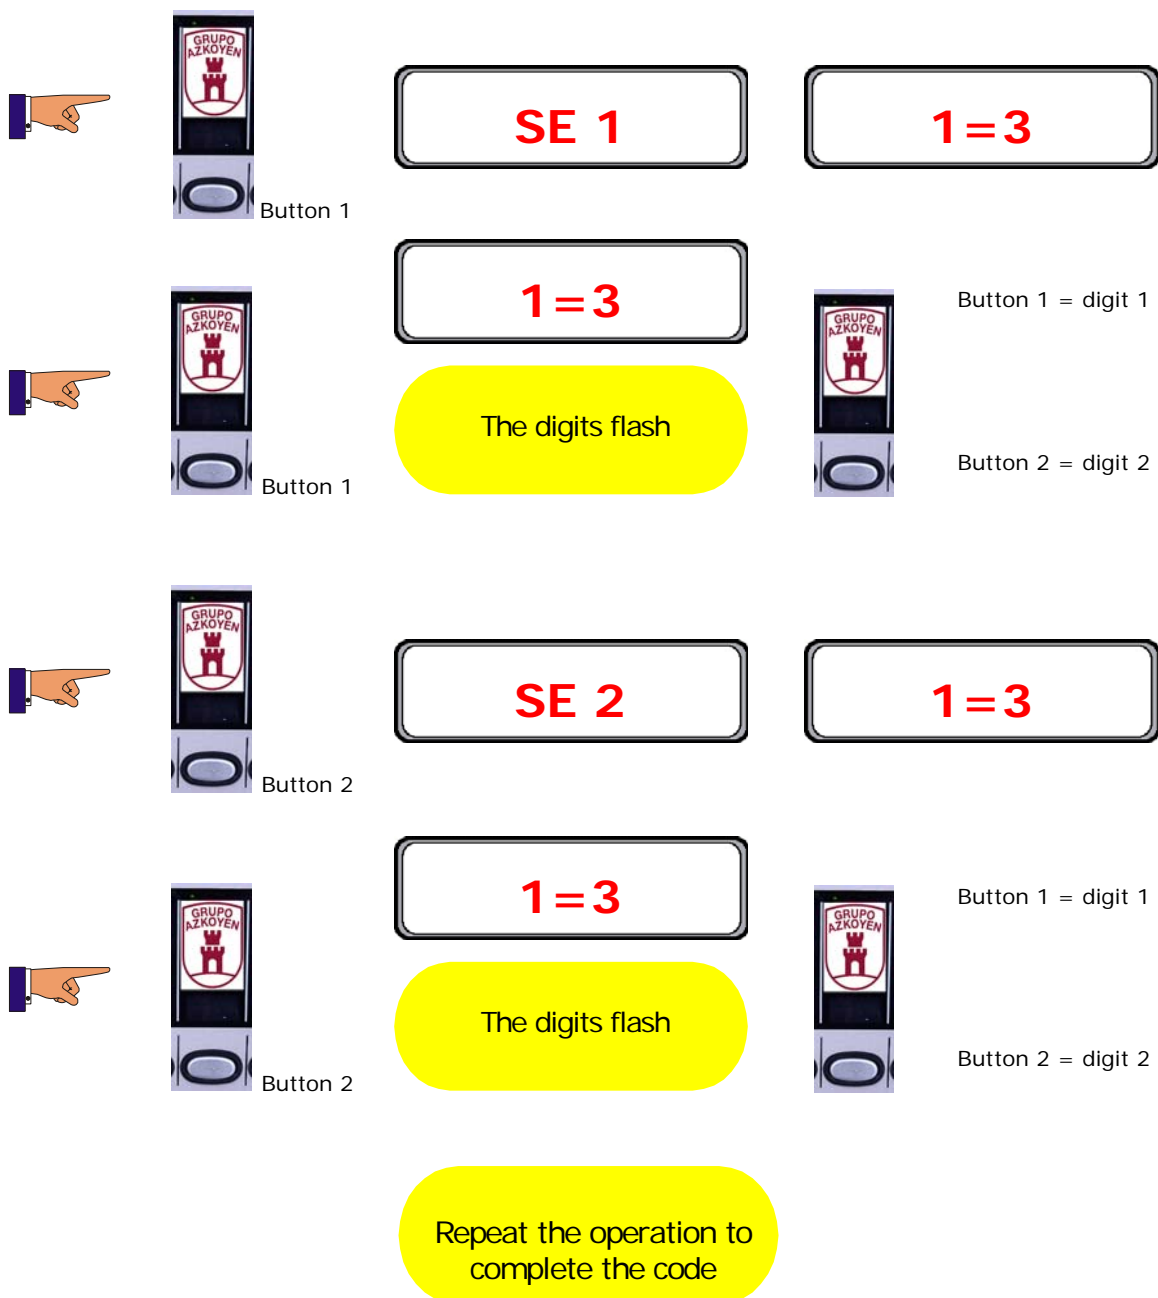 GRUPO
AZKOYEN
SE 1
1=3
Button 1
1=3
Button 1 = digit 1
GRUPO
AZKOYEN
GRUPO
AZKOYEN
The digits flash
Button 2 = digit 2
Button 1
GRUPO
AZKOYEN
SE 2
1=3
Button 2
1=3
Button 1 = digit 1
GRUPO
AZKOYEN
GRUPO
AZKOYEN
The digits flash
Button 2 = digit 2
Button 2
Repeat the operation to
complete the code